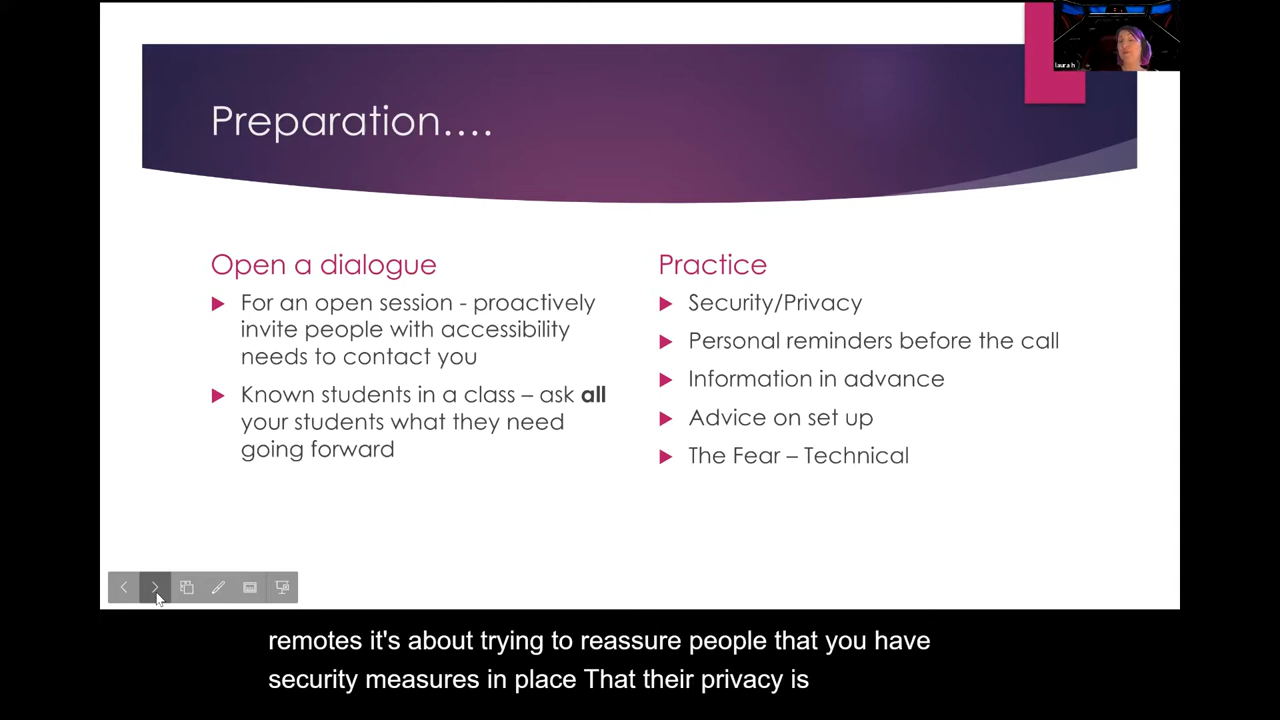 Preparation....
laura h
Open a dialogue
For an open session - proactively
invite people with accessibility
needs to contact you
Known students in a class – ask all
your students what they need
going forward
Practice
Security/Privacy
Personal reminders before the call
Information in advance
Advice on set up
The Fear – Technical
remotes it's about trying to reassure people that you have
security measures in place That their privacy is